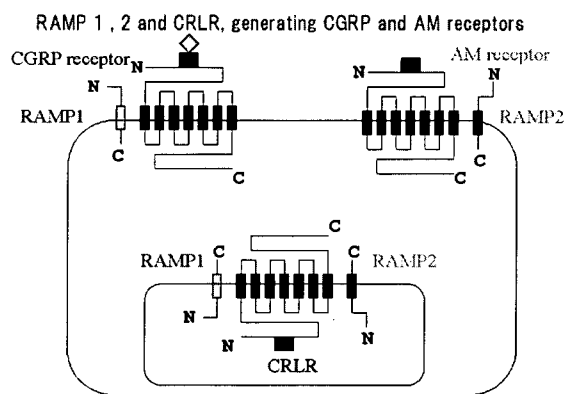 RAMP 1 , 2 and CRLR, generating CGRP and AM receptors
CGRP receptor
AM receptor
N
N
N
N
RAMP1
RAMP2
C
C
C
C
C
C
C
RAMP1
RAMP2
N
N
N
CRLR